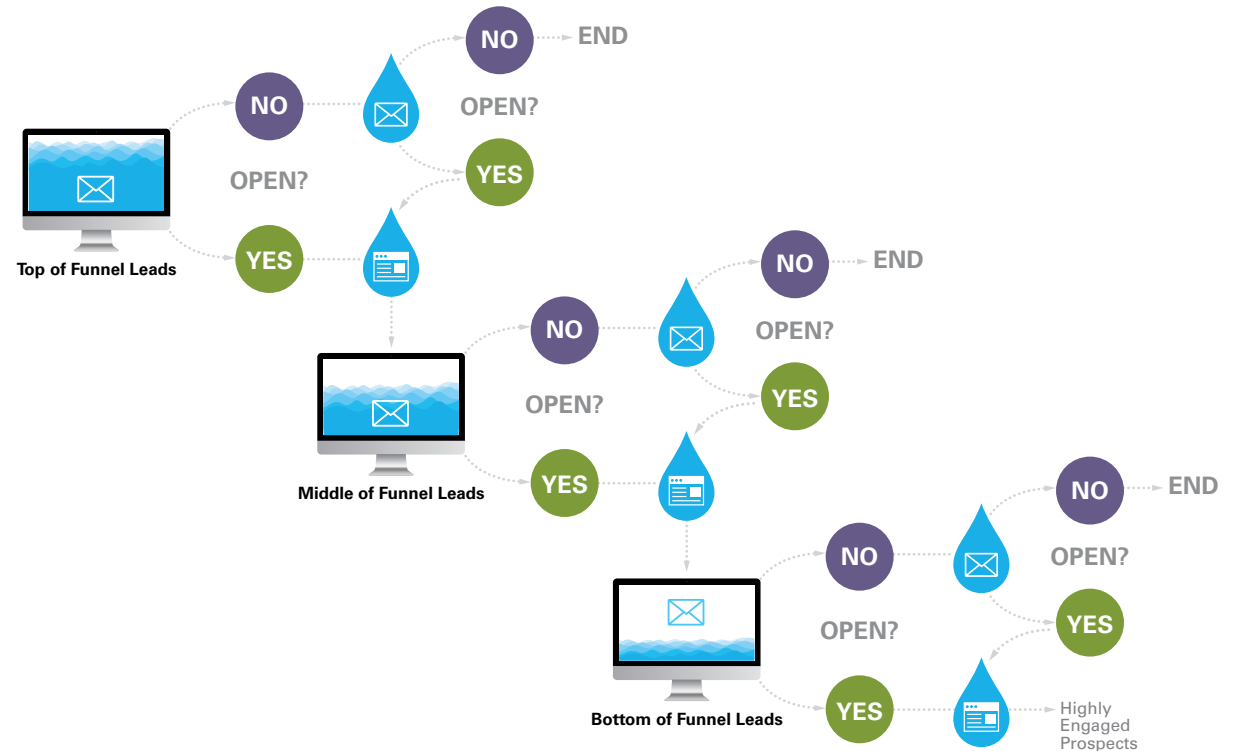 NO
END
NO
OPEN?
OPEN?
YES
YES
Top of Funnel Leads
NO
END
NO
OPEN?
OPEN?
YES
YES
Middle of Funnel Leads
NO
END
NO
OPEN?
OPEN?
YES
YES
Bottom of Funnel Leads
Highly
Engaged
Prospects